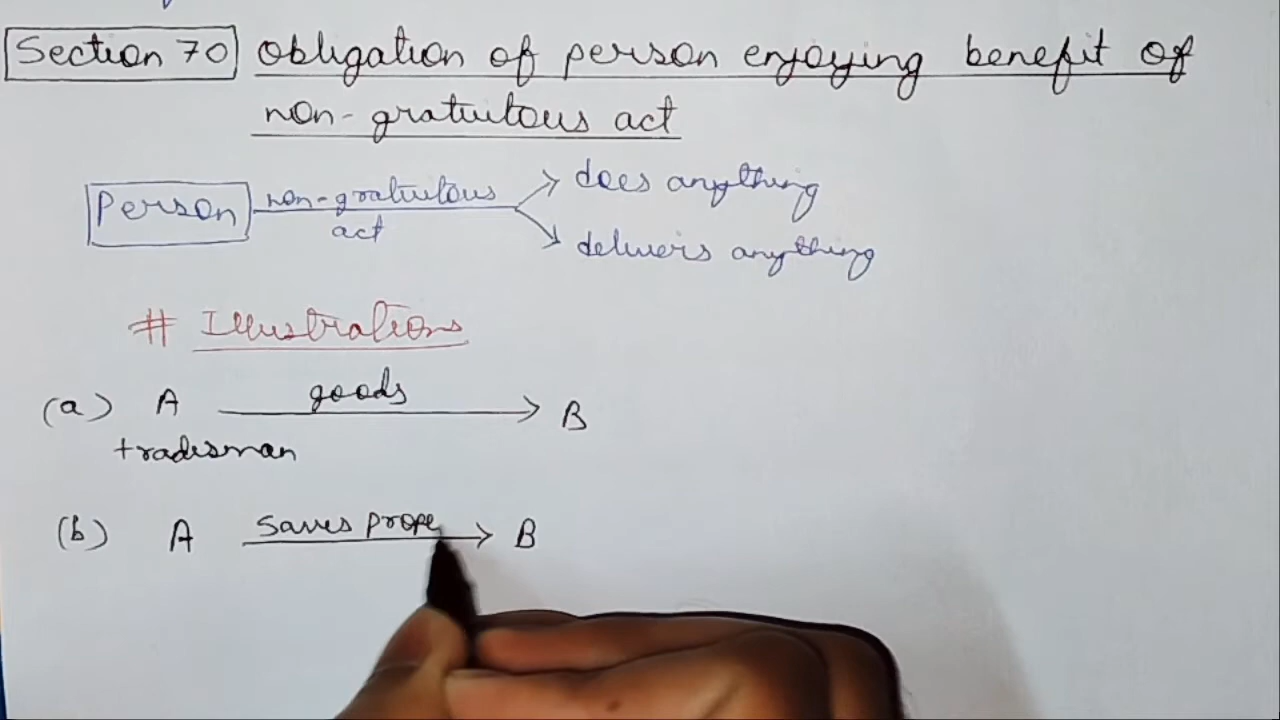 Section 70 obligation of person enjoying benefit of
non-gratuitous act
Person non-gratuitous act does anything
delivers anything
# Illustrations
(a) A goods B
tradesman
(b) A saves prope B